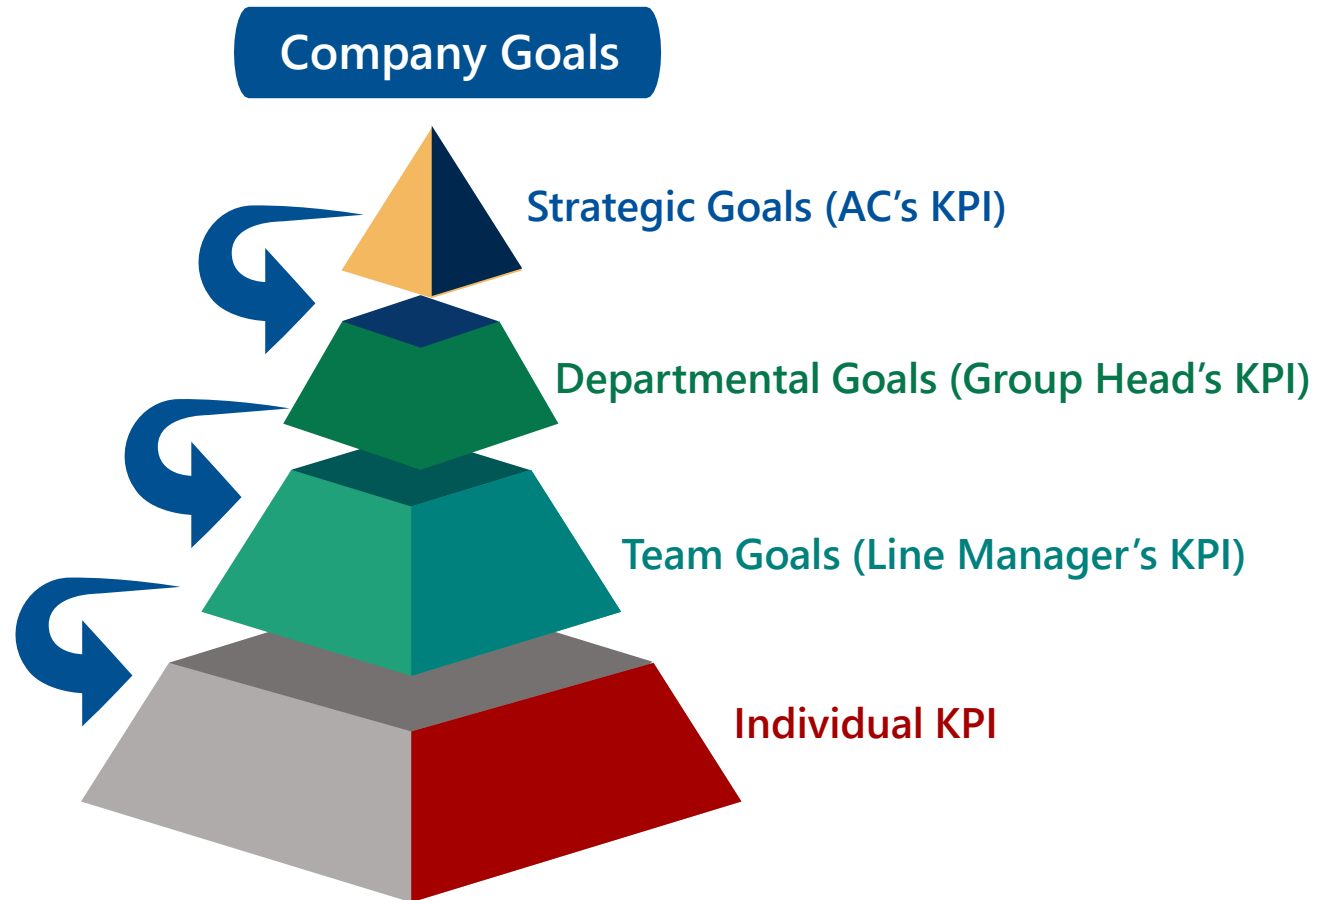 Company Goals
Strategic Goals (AC’s KPI)
Departmental Goals (Group Head’s KPI)
Team Goals (Line Manager’s KPI)
Individual KPI